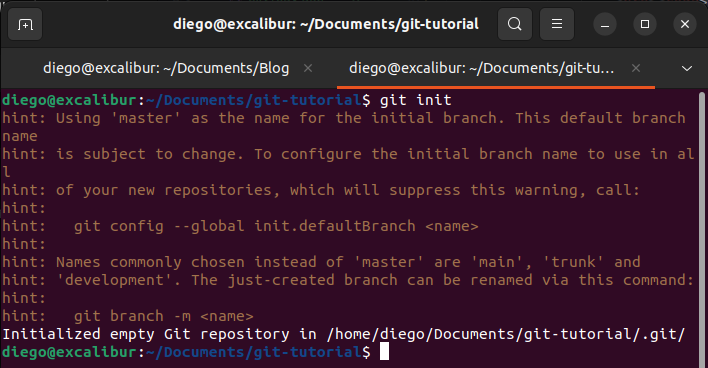 diego@excalibur: ~/Documents/git-tutorial
diego@excalibur: ~/Documents/Blog
diego@excalibur: ~/Documents/git-tu...
diego@excalibur:~/Documents/git-tutorial$ git init
hint: Using 'master' as the name for the initial branch. This default branch
name
hint: is subject to change. To configure the initial branch name to use in al
l
hint: of your new repositories, which will suppress this warning, call:
hint:
hint:   git config --global init.defaultBranch <name>
hint:
hint: Names commonly chosen instead of 'master' are 'main', 'trunk' and
hint: 'development'. The just-created branch can be renamed via this command:
hint:
hint:   git branch -m <name>
Initialized empty Git repository in /home/diego/Documents/git-tutorial/.git/
diego@excalibur:~/Documents/git-tutorial$